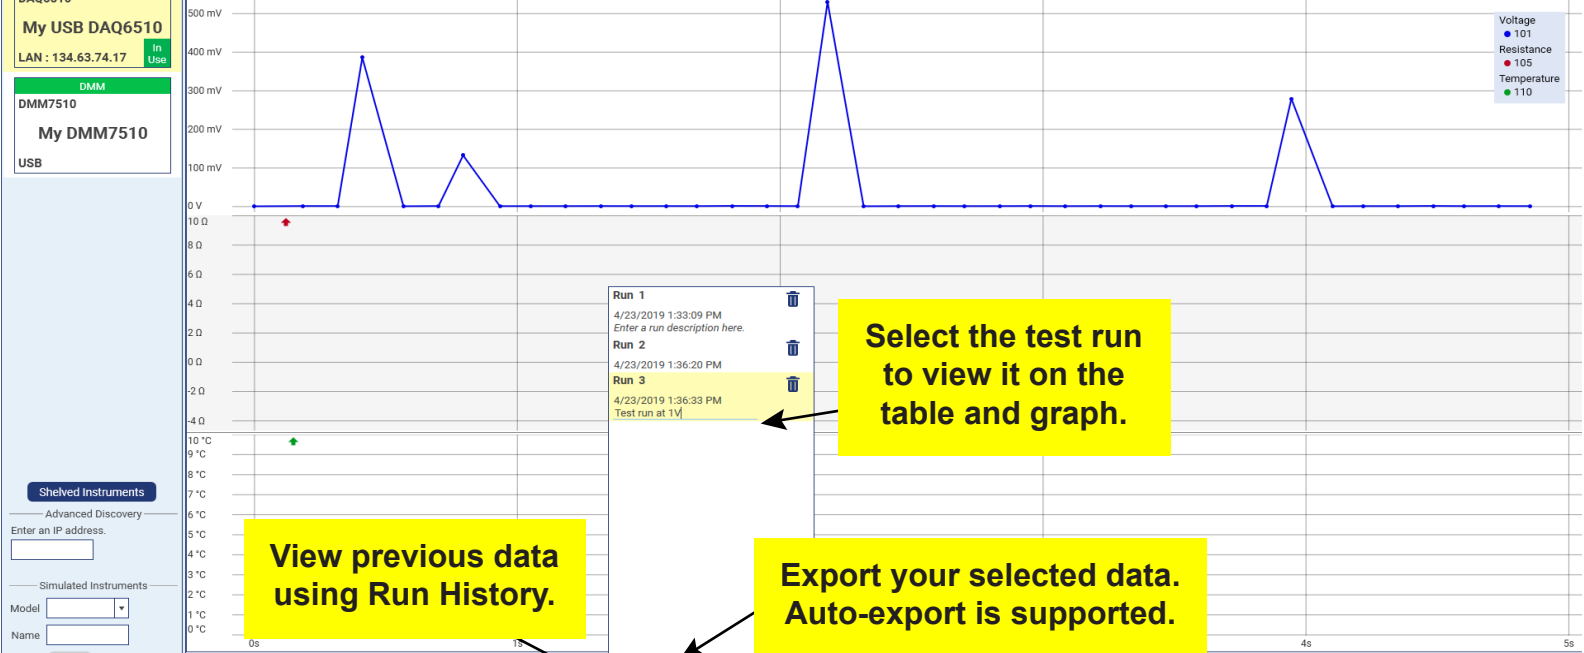 DAQ6510
My USB DAQ6510
LAN : 134.63.74.17
In
Use
DMM
DMM7510
My DMM7510
USB
Shelved Instruments
Advanced Discovery
Enter an IP address.
Simulated Instruments
Model
Name
500 mV
400 mV
300 mV
200 mV
100 mV
0 V
Voltage
101
Resistance
105
Temperature
110
10 Ω
8 Ω
6 Ω
4 Ω
2 Ω
0 Ω
-2 Ω
-4 Ω
10 °C
9 °C
8 °C
7 °C
6 °C
5 °C
4 °C
3 °C
2 °C
1 °C
0 °C
0s
1s
4s
5s
Run 1
4/23/2019 1:33:09 PM
Enter a run description here.
Run 2
4/23/2019 1:36:20 PM
Run 3
4/23/2019 1:36:33 PM
Test run at 1V
Select the test run
to view it on the
table and graph.
View previous data
using Run History.
Export your selected data.
Auto-export is supported.